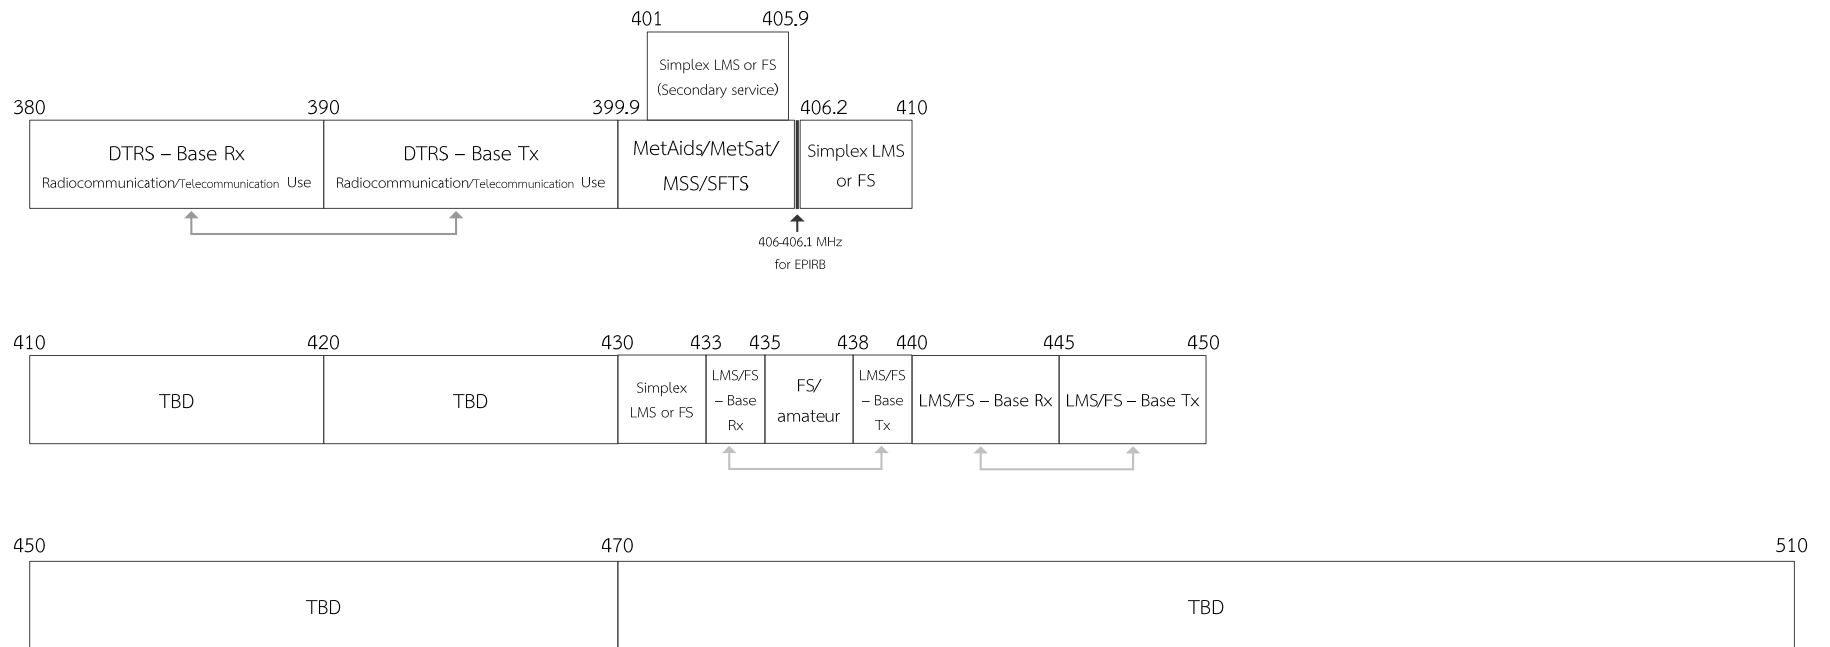 401 405.9
Simplex LMS or FS
(Secondary service)
380 390 399.9 406.2 410
DTRS – Base Rx
Radiocommunication/Telecommunication Use
DTRS – Base Tx
Radiocommunication/Telecommunication Use
MetAids/MetSat/
MSS/SFTS
Simplex LMS
or FS
406-406.1 MHz
for EPIRB
410 420 430 433 435 438 440 445 450
TBD
TBD
Simplex
LMS or FS
LMS/FS
– Base
Rx
FS/
amateur
LMS/FS
– Base
Tx
LMS/FS – Base Rx
LMS/FS – Base Tx
450 470 510
TBD
TBD